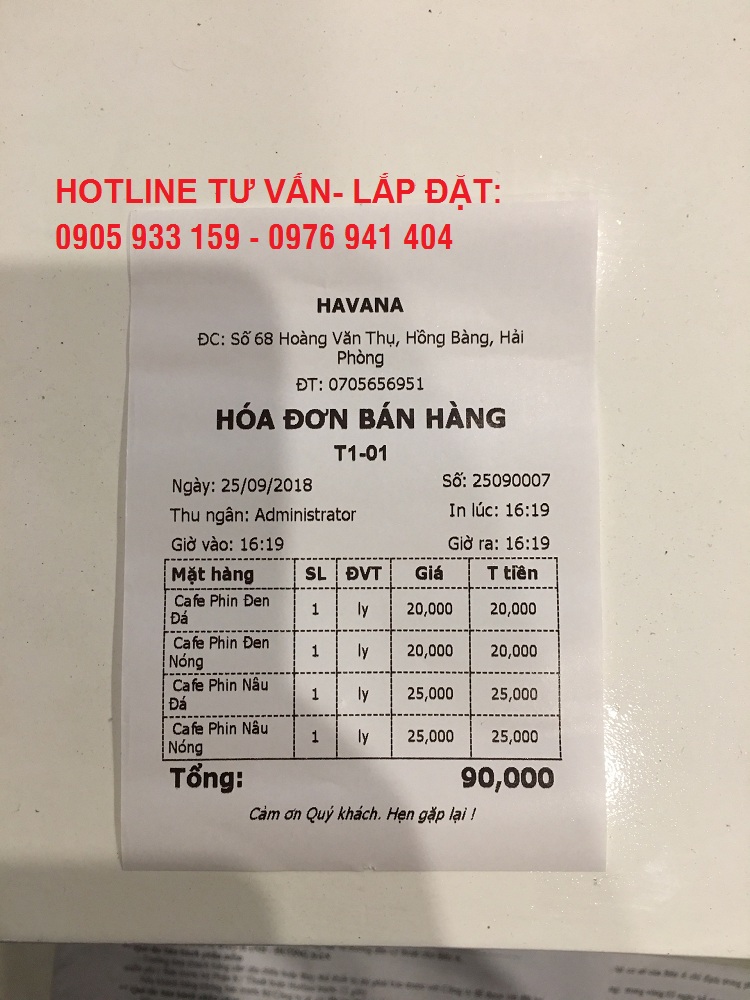 HOTLINE TƯ VẤN- LẮP ĐẶT:
0905 933 159 - 0976 941 404
HAVANA
ĐC: Số 68 Hoàng Văn Thụ, Hồng Bàng, Hải
Phòng
ĐT: 0705656951
HÓA ĐƠN BÁN HÀNG
T1-01
Ngày: 25/09/2018 Số: 25090007
Thu ngân: Administrator In lúc: 16:19
Giờ vào: 16:19 Giờ ra: 16:19
Mặt hàng SL ĐVT Giá T tiền
Cafe Phin Đen
Đá 1 ly 20,000 20,000
Cafe Phin Đen
Nóng 1 ly 20,000 20,000
Cafe Phin Nâu
Đá 1 ly 25,000 25,000
Cafe Phin Nâu
Nóng 1 ly 25,000 25,000
Tổng: 90,000
Cảm ơn Quý khách. Hẹn gặp lại !